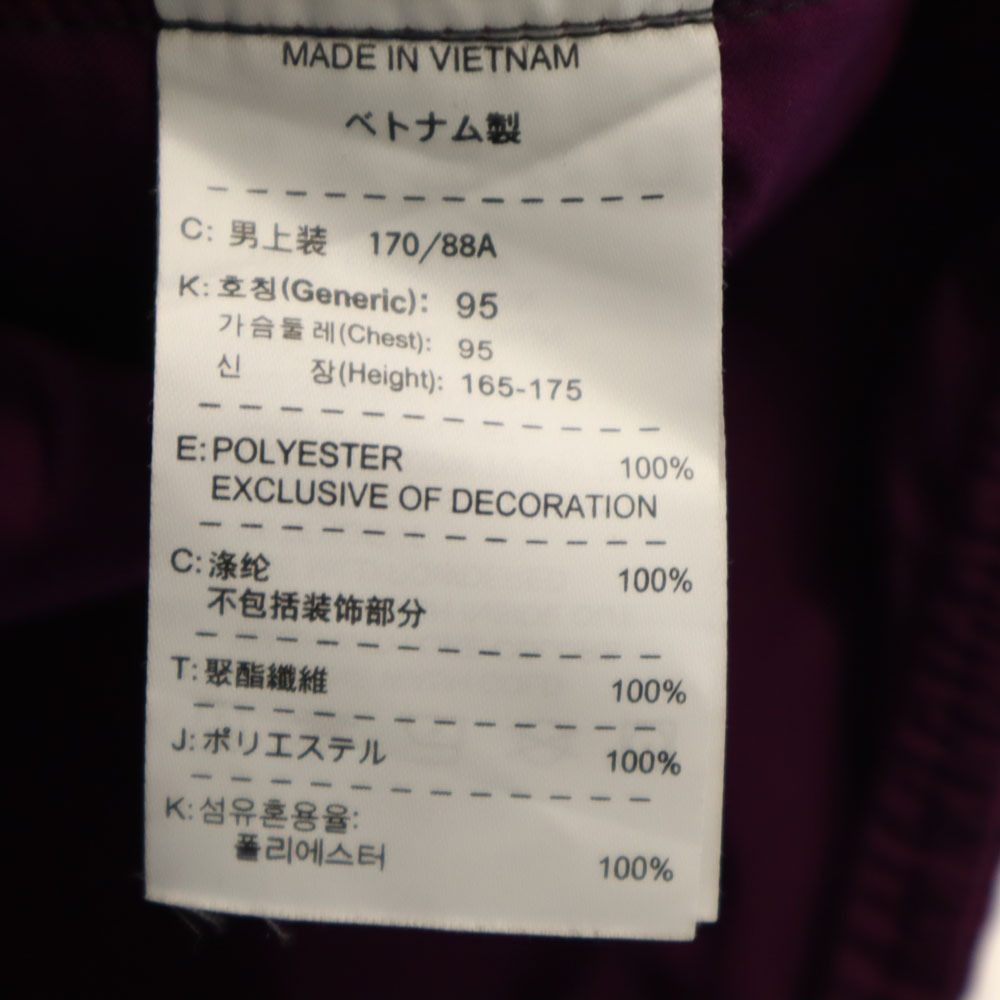 MADE IN VIETNAM
ベトナム製
C: 男上装 170/88A
K: 호칭(Generic): 95
가슴둘레(Chest): 95
신 장(Height): 165-175
E: POLYESTER 100%
EXCLUSIVE OF DECORATION
C: 涤纶 100%
不包括装饰部分
T: 聚酯纖維 100%
J: ポリエステル 100%
K: 섬유혼용율:
폴리에스터 100%